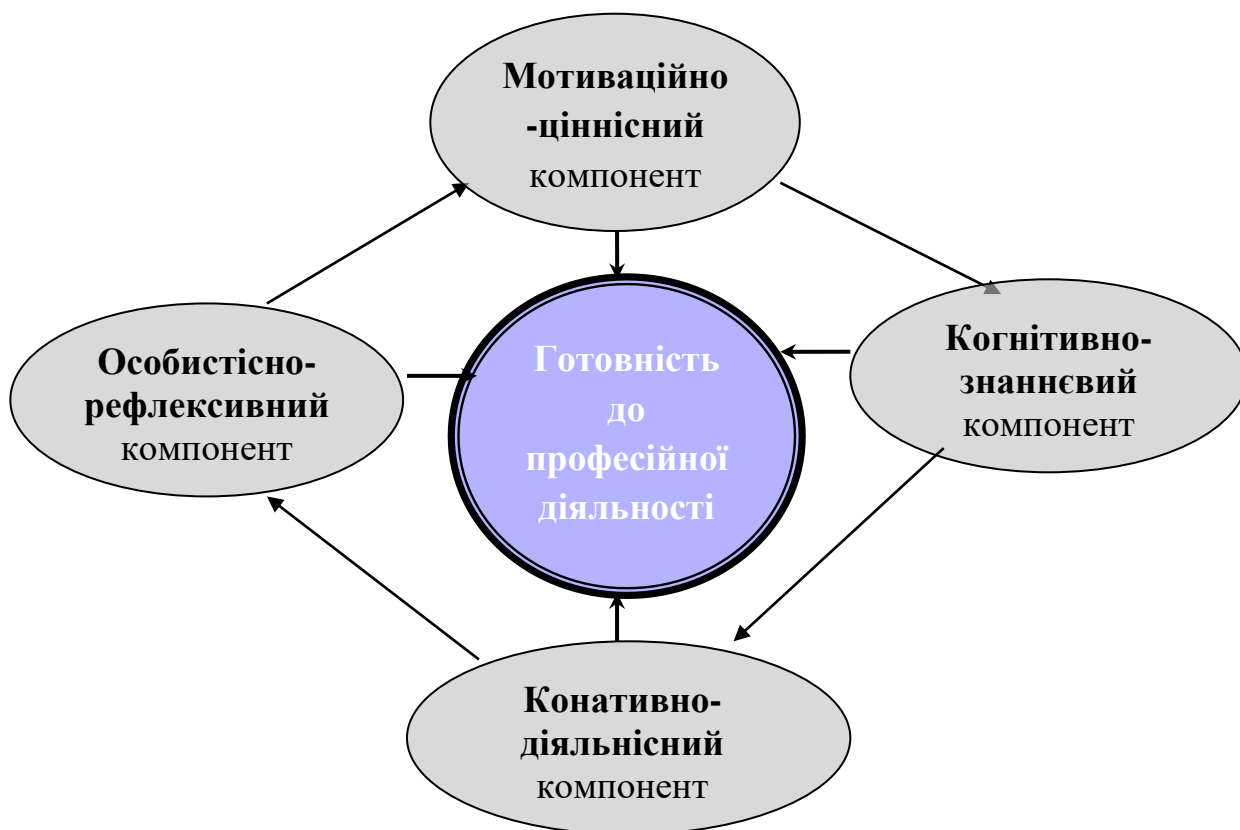 Мотиваційно
-ціннісний
компонент
Особистісно-
рефлексивний
компонент
Готовність
до
професійної
діяльності
Когнітивно-
знаннєвий
компонент
Конативно-
діяльнісний
компонент